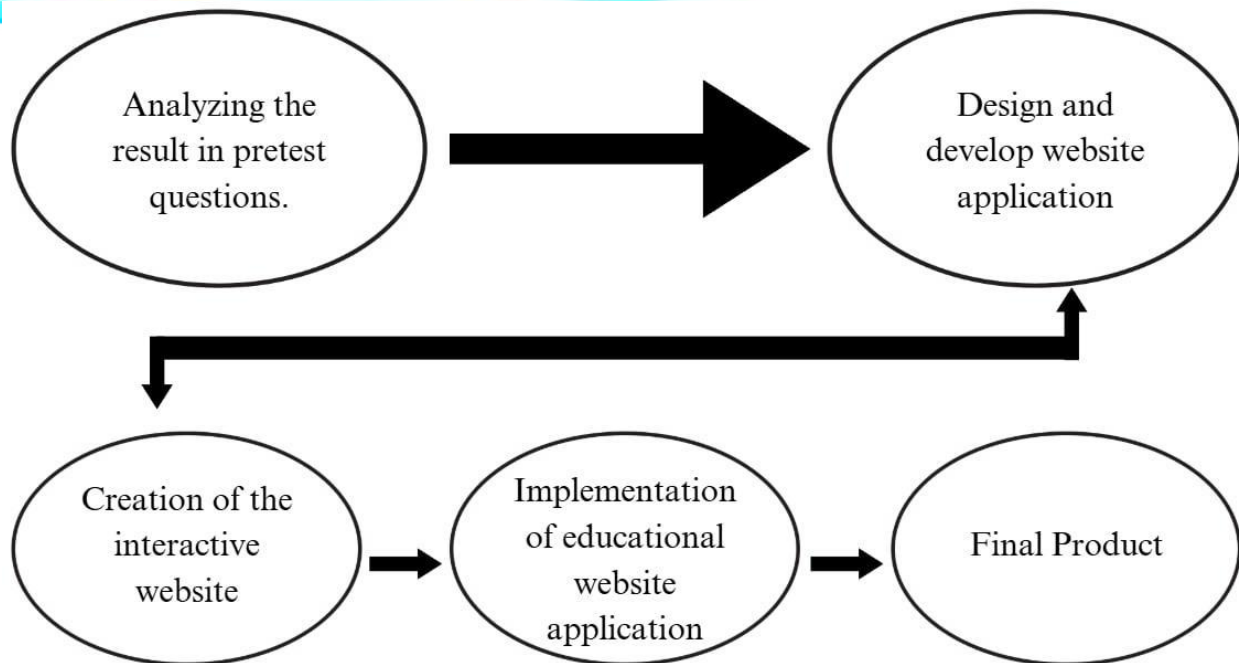 Analyzing the
result in pretest
questions.
Design and
develop website
application
Creation of the
interactive
website
Implementation
of educational
website
application
Final Product